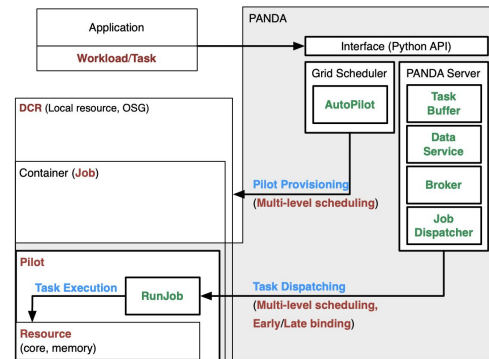 Application
Workload/Task
PANDA
Interface (Python API)
Grid Scheduler
AutoPilot
PANDA Server
Task
Buffer
Data
Service
Broker
Job
Dispatcher
DCR (Local resource, OSG)
Container (Job)
Pilot Provisioning
(Multi-level scheduling)
Pilot
Task Execution
RunJob
Task Dispatching
(Multi-level scheduling,
Early/Late binding)
Resource
(core, memory)